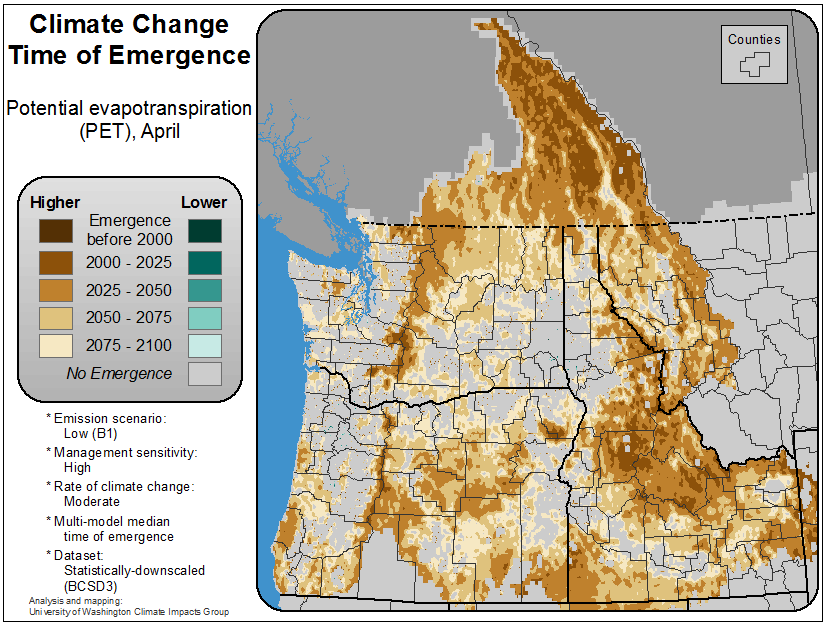 Climate Change
Time of Emergence
Potential evapotranspiration
(PET), April
Higher
Lower
Emergence
before 2000
2000 - 2025
2025 - 2050
2050 - 2075
2075 - 2100
No Emergence
* Emission scenario:
Low (B1)
* Management sensitivity:
High
* Rate of climate change:
Moderate
* Multi-model median
time of emergence
* Dataset:
Statistically-downscaled
(BCSD3)
Analysis and mapping:
University of Washington Climate Impacts Group
Counties